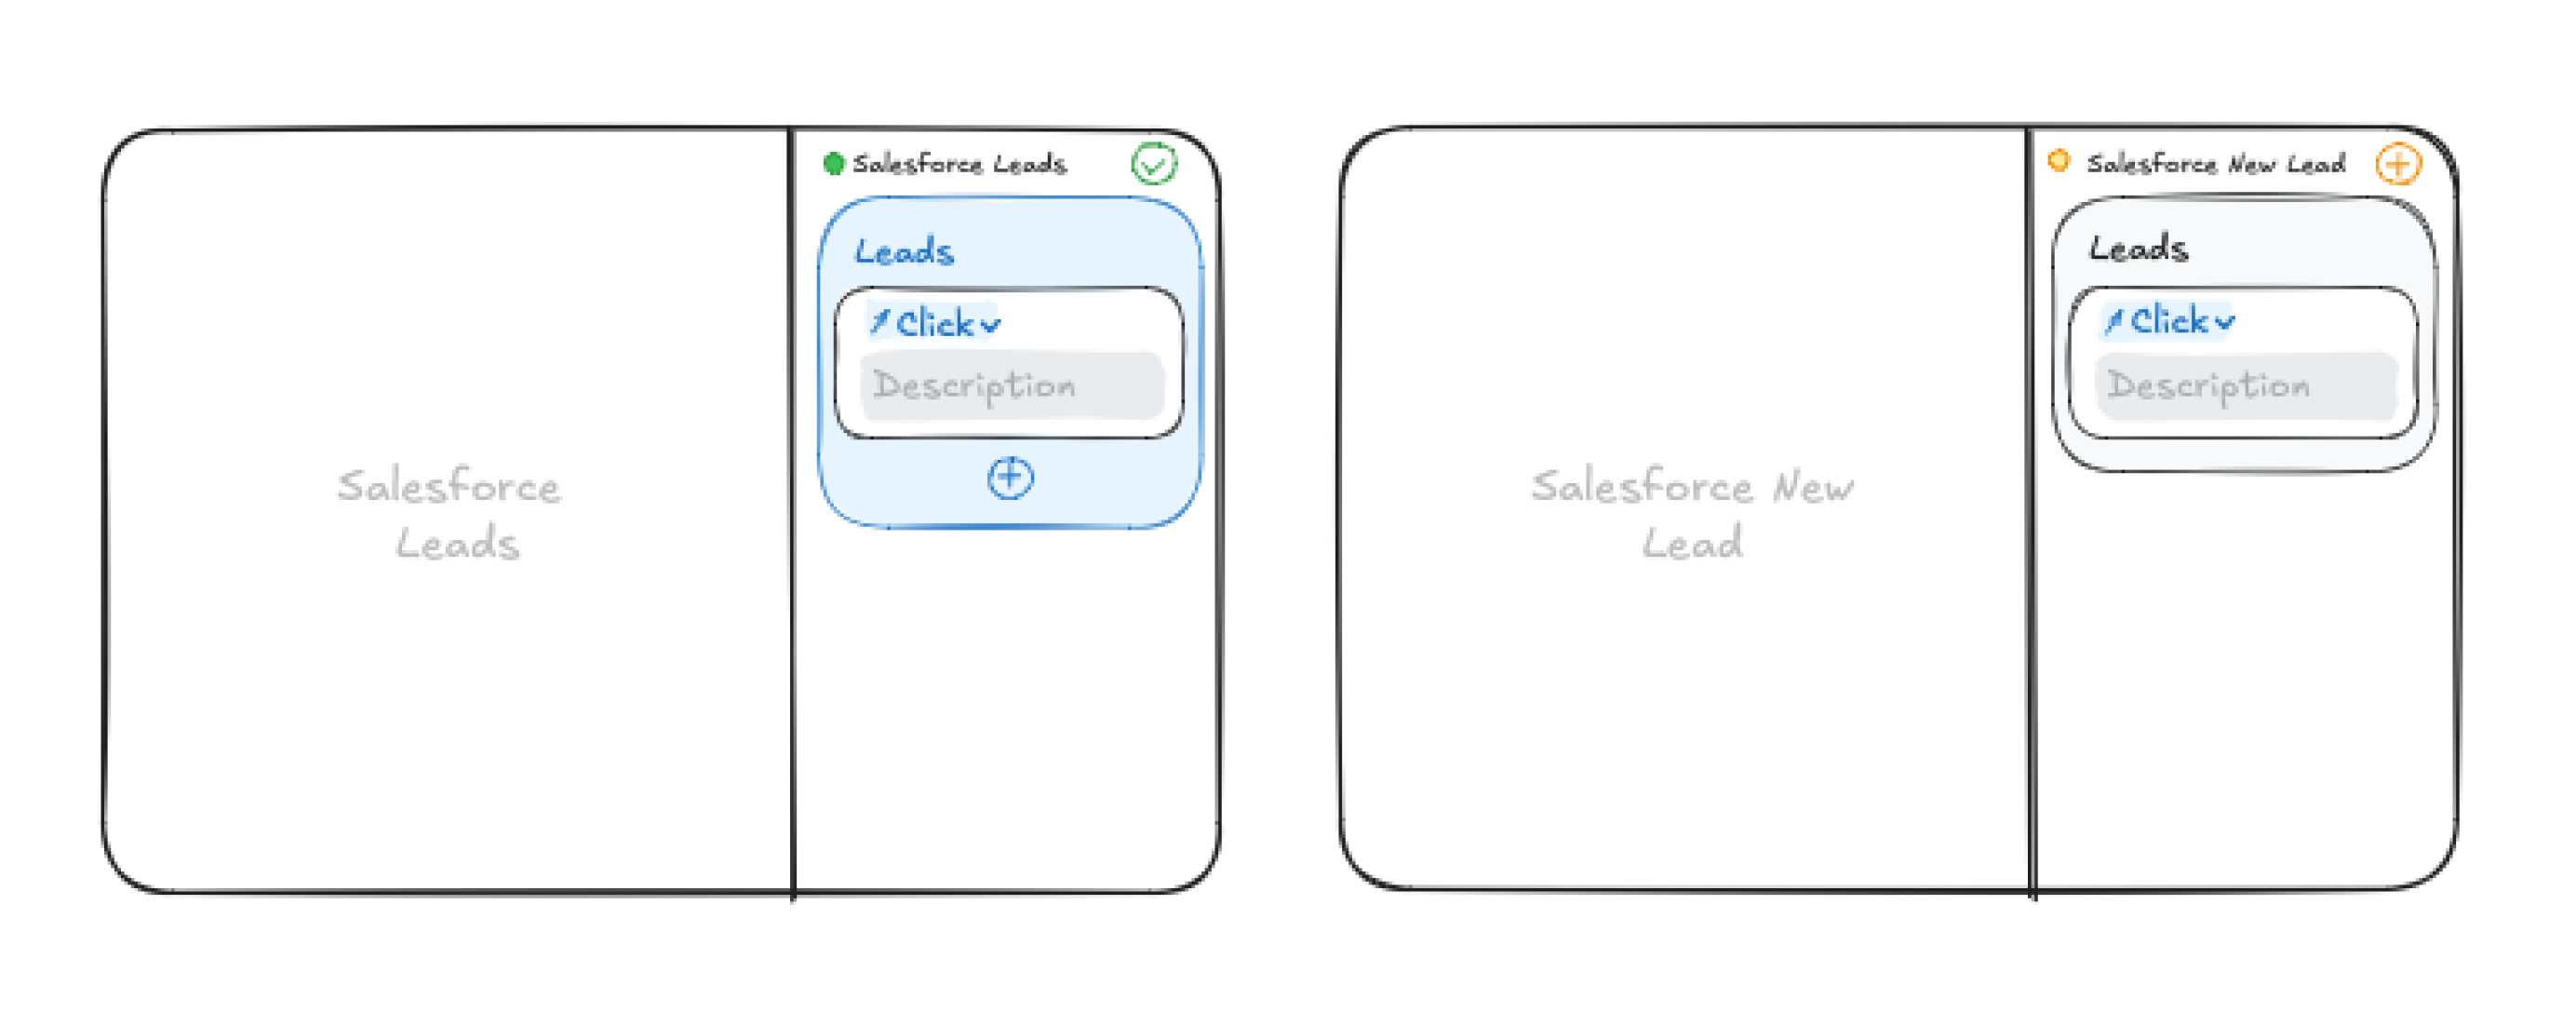 Salesforce Leads
Leads
Click
Description
Salesforce
Leads
Salesforce New Lead
Leads
Click
Description
Salesforce New
Lead